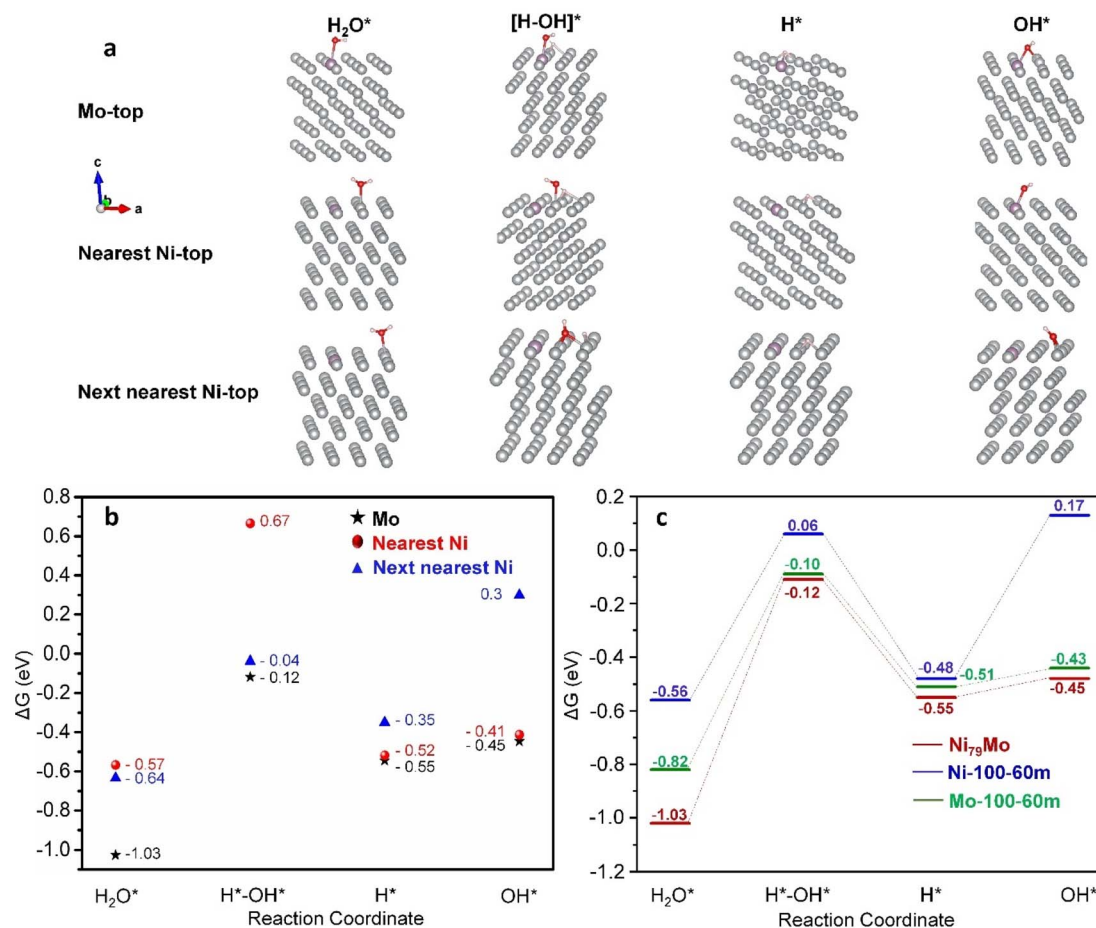 a
H₂O*
[H-OH]*
H*
OH*
Mo-top
c
b
a
Nearest Ni-top
Next nearest Ni-top
b
ΔG (eV)
0.8
0.6
0.4
0.2
0.0
-0.2
-0.4
-0.6
-0.8
-1.0
Mo
Nearest Ni
Next nearest Ni
0.67
0.3
- 0.04
- 0.12
- 0.35
- 0.41
- 0.45
- 0.52
- 0.55
- 0.57
- 0.64
-1.03
H₂O*
H*-OH*
H*
OH*
Reaction Coordinate
c
ΔG (eV)
0.2
0.0
-0.2
-0.4
-0.6
-0.8
-1.0
-1.2
0.17
0.06
-0.10
-0.12
-0.48
-0.51
-0.55
-0.43
-0.45
-0.56
-0.82
-1.03
Ni₇₉Mo
Ni-100-60m
Mo-100-60m
H₂O*
H*-OH*
H*
OH*
Reaction Coordinate